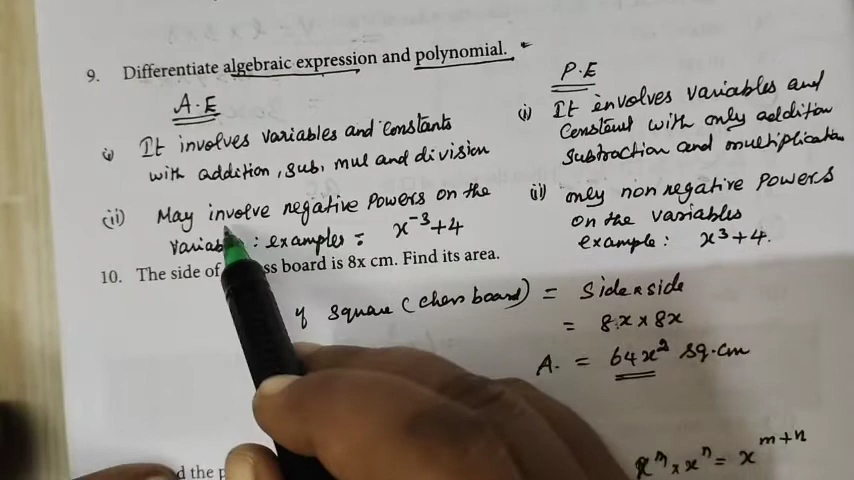 9. Differentiate algebraic expression and polynomial.
A.E
(i) It involves variables and constants
with addition, sub, mul and division
(ii) May involve negative powers on the
: examples : x⁻³+4
P.E
(i) It involves variables and
Constant with only addition
Subtraction and multiplication
(ii) only non negative powers
on the variables
example: x³+4.
10. The side of ss board is 8x cm. Find its area.
square (chess board) = Side x side
= 8x x 8x
A. = 64x² sq.cm
d the p
xᵐ x xⁿ = xᵐ⁺ⁿ